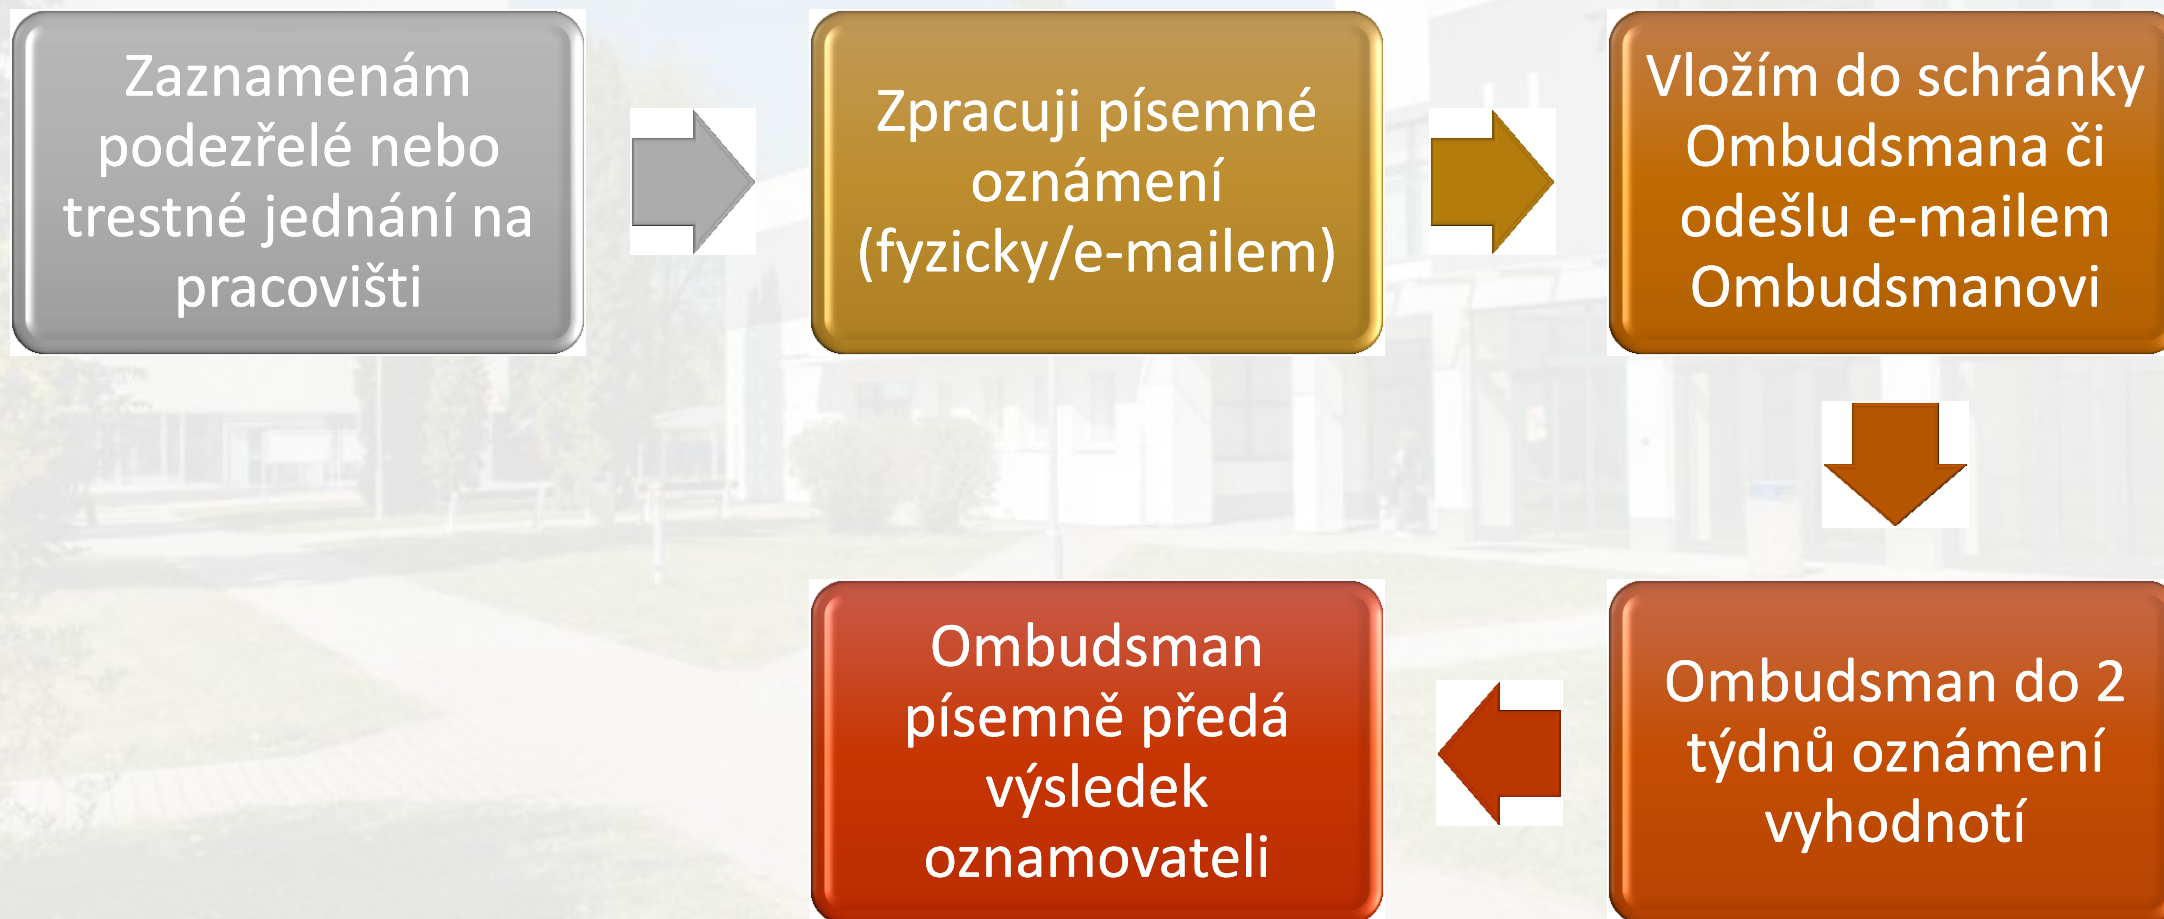 Zaznamenám
podezřelé nebo
trestné jednání na
pracovišti
Zpracuji písemné
oznámení
(fyzicky/e-mailem)
Vložím do schránky
Ombudsmana či
odešlu e-mailem
Ombudsmanovi
Ombudsman do 2
týdnů oznámení
vyhodnotí
Ombudsman
písemně předá
výsledek
oznamovateli